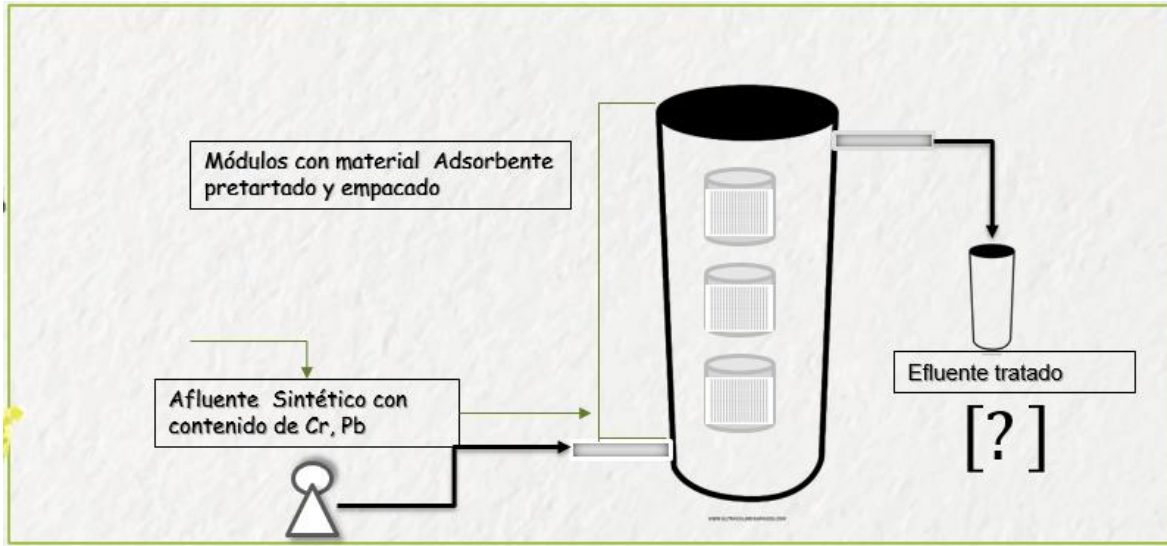 Módulos con material Adsorbente
pretartado y empacado
Afluente Sintético con
contenido de Cr, Pb
Efluente tratado
[?]